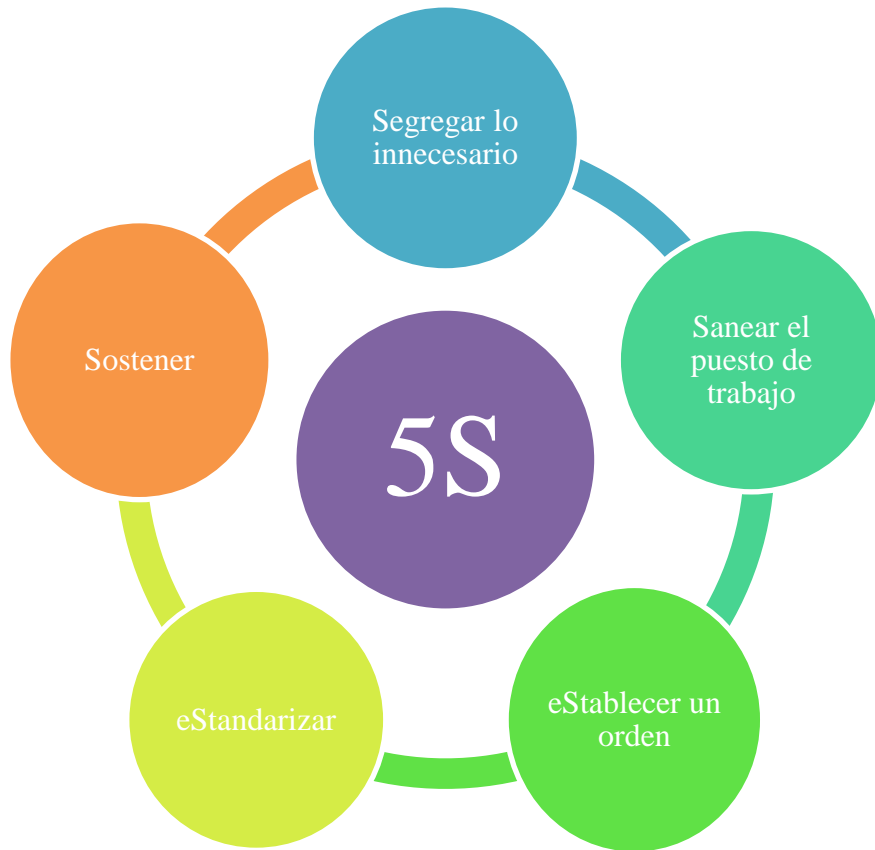 Segregar lo
innecesario
Sanear el
puesto de
trabajo
eStablecer un
orden
eStandarizar
Sostener
5S